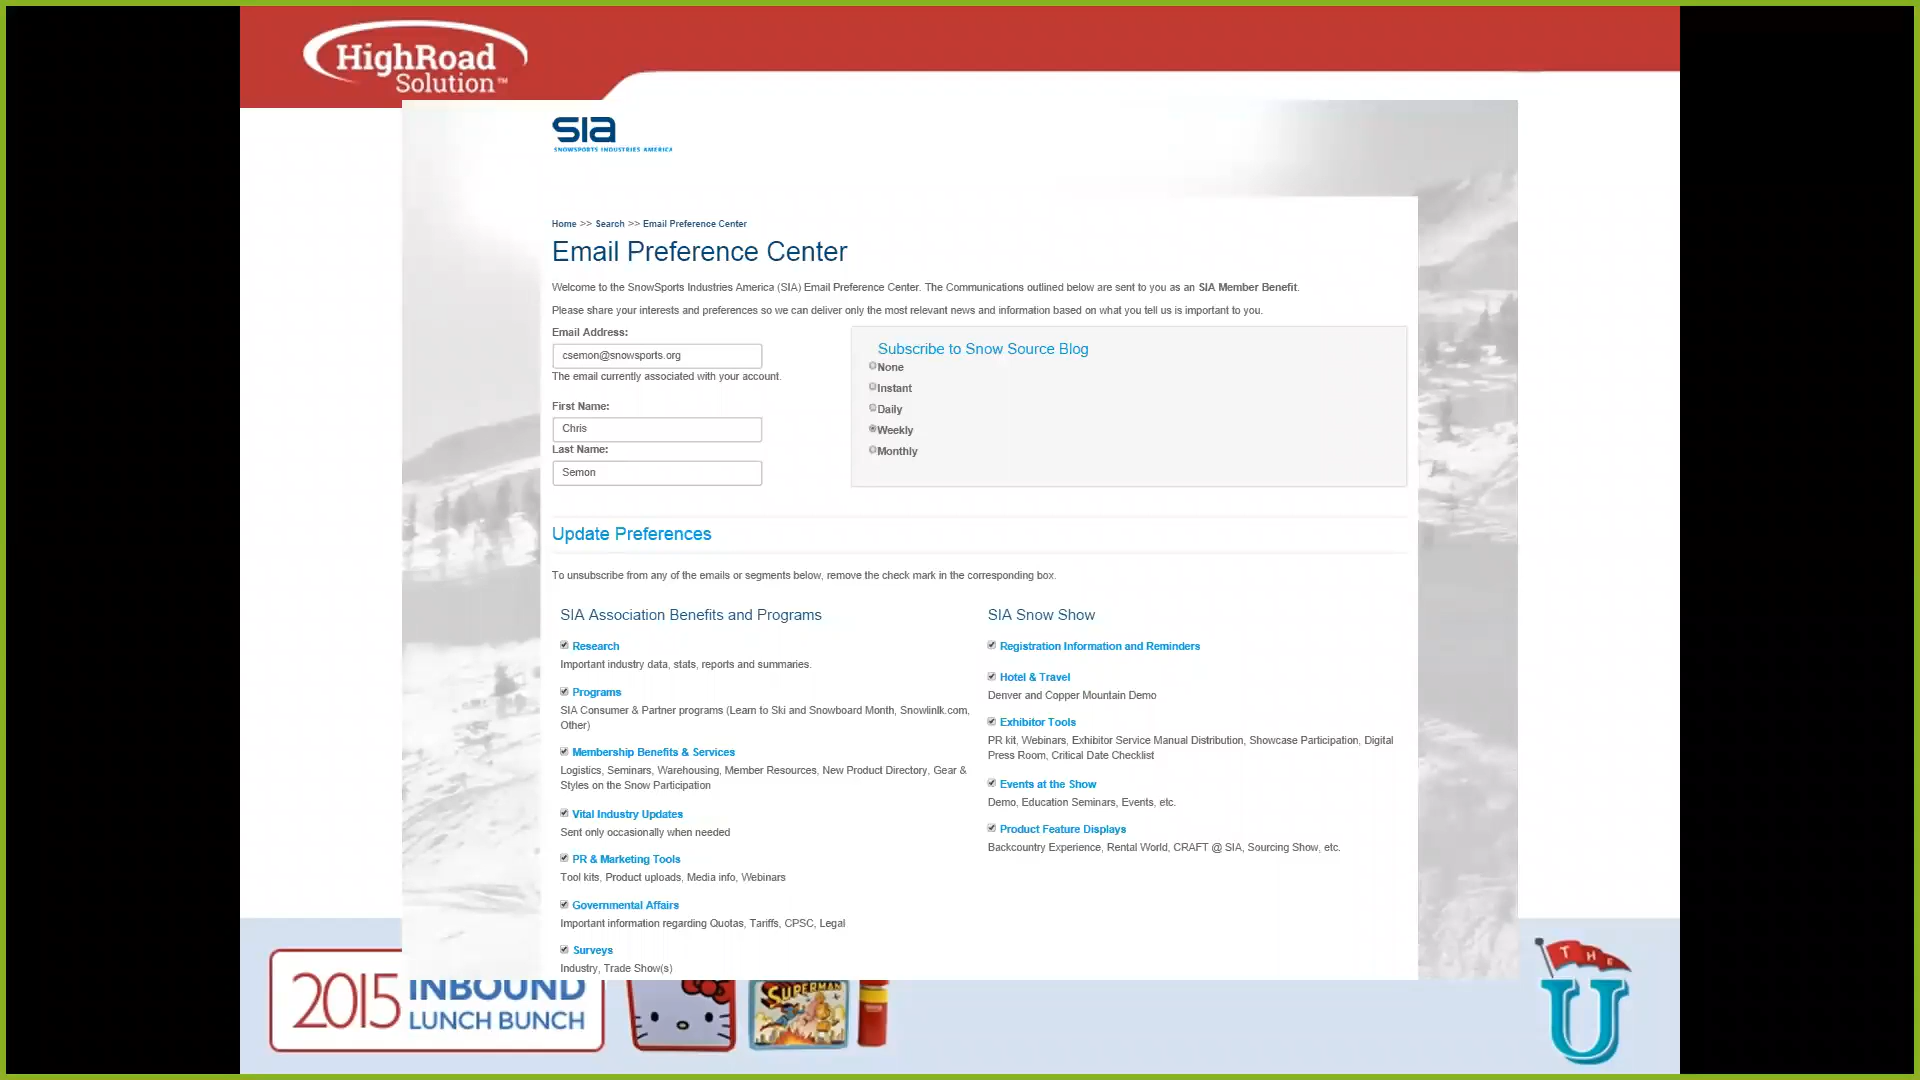 HighRoad
Solution™
sia
SNOWSPORTS INDUSTRIES AMERICA
Home >> Search >> Email Preference Center
Email Preference Center
Welcome to the SnowSports Industries America (SIA) Email Preference Center. The Communications outlined below are sent to you as an SIA Member Benefit.
Please share your interests and preferences so we can deliver only the most relevant news and information based on what you tell us is important to you.
Email Address:
csemon@snowsports.org
The email currently associated with your account.
First Name:
Chris
Last Name:
Semon
Subscribe to Snow Source Blog
None
Instant
Daily
Weekly
Monthly
Update Preferences
To unsubscribe from any of the emails or segments below, remove the check mark in the corresponding box.
SIA Association Benefits and Programs
Research
Important industry data, stats, reports and summaries.
Programs
SIA Consumer & Partner programs (Learn to Ski and Snowboard Month, Snowlinlk.com,
Other)
Membership Benefits & Services
Logistics, Seminars, Warehousing, Member Resources, New Product Directory, Gear &
Styles on the Snow Participation
Vital Industry Updates
Sent only occasionally when needed
PR & Marketing Tools
Tool kits, Product uploads, Media info, Webinars
Governmental Affairs
Important information regarding Quotas, Tariffs, CPSC, Legal
Surveys
Industry, Trade Show(s)
SIA Snow Show
Registration Information and Reminders
Hotel & Travel
Denver and Copper Mountain Demo
Exhibitor Tools
PR kit, Webinars, Exhibitor Service Manual Distribution, Showcase Participation, Digital
Press Room, Critical Date Checklist
Events at the Show
Demo, Education Seminars, Events, etc.
Product Feature Displays
Backcountry Experience, Rental World, CRAFT @ SIA, Sourcing Show, etc.
2015 INBOUND
LUNCH BUNCH
SUPERMAN
THE
U